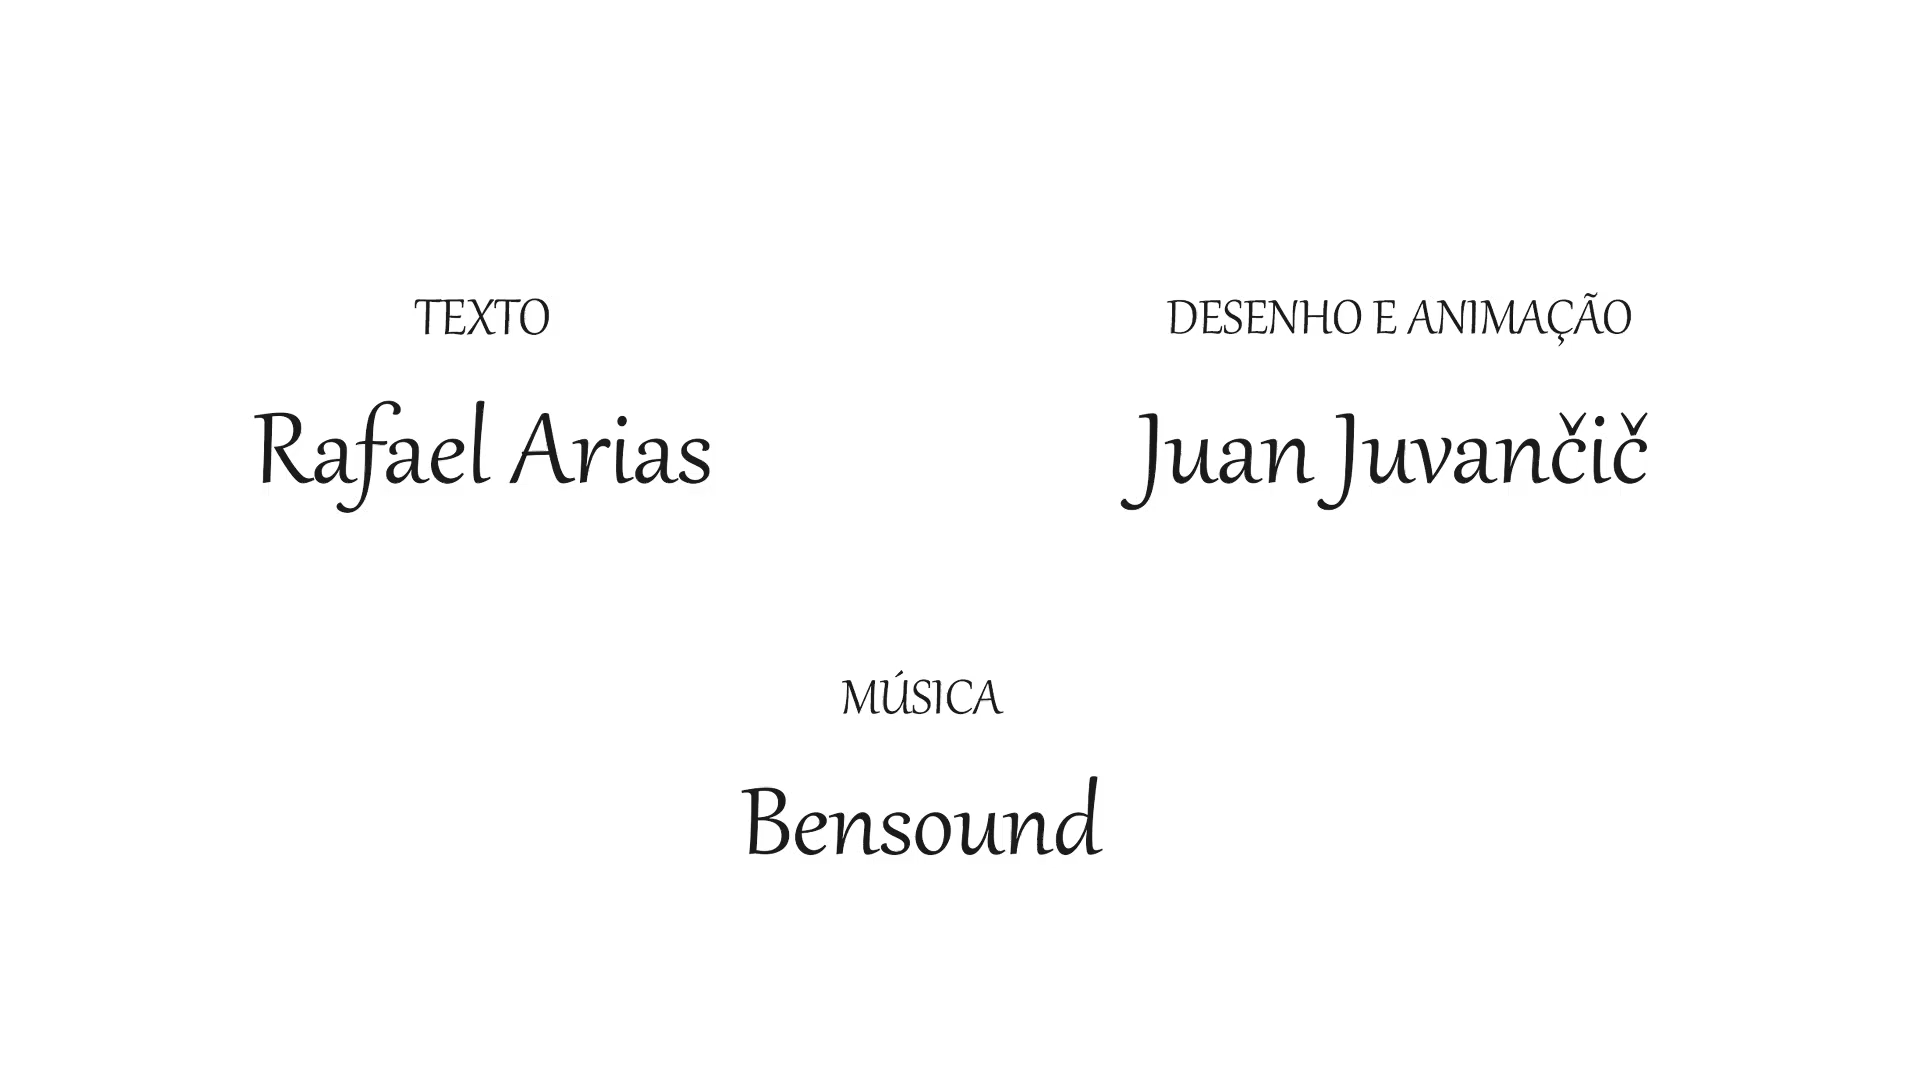 TEXTO
Rafael Arias
DESENHO E ANIMAÇÃO
Juan Juvančič
MÚSICA
Bensound